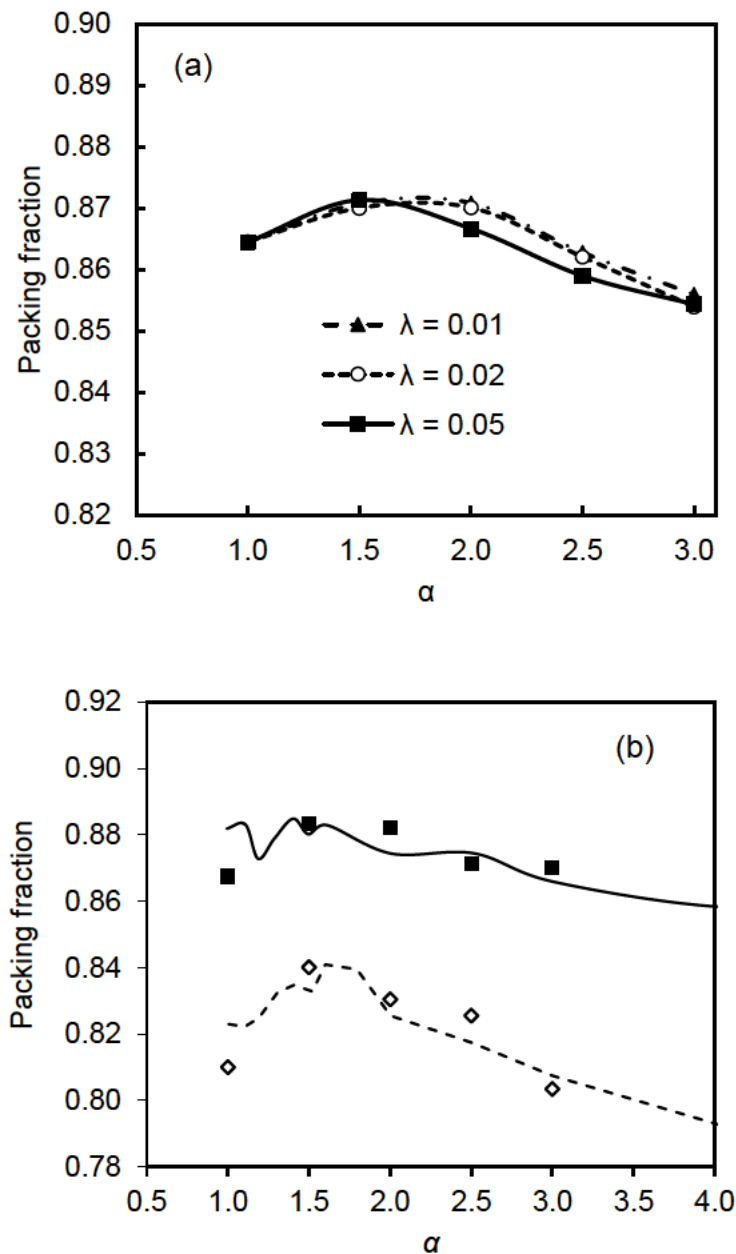 0.90
(a)
0.89
0.88
0.87
0.86
0.85
0.84
0.83
0.82
Packing fraction
λ = 0.01
λ = 0.02
λ = 0.05
0.5 1.0 1.5 2.0 2.5 3.0
α
0.92
(b)
0.90
0.88
0.86
0.84
0.82
0.80
0.78
Packing fraction
0.5 1.0 1.5 2.0 2.5 3.0 3.5 4.0
α